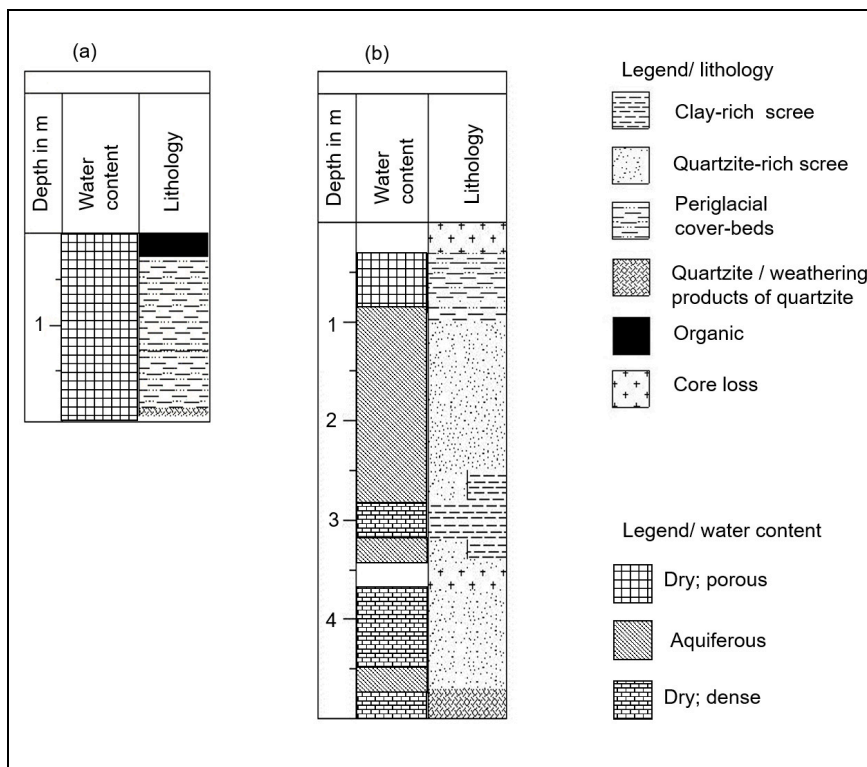 (a)
Depth in m
Water
content
Lithology
1
(b)
Depth in m
Water
content
Lithology
1
2
3
4
Legend/ lithology
Clay-rich scree
Quartzite-rich scree
Periglacial
cover-beds
Quartzite / weathering
products of quartzite
Organic
Core loss
Legend/ water content
Dry; porous
Aquiferous
Dry; dense